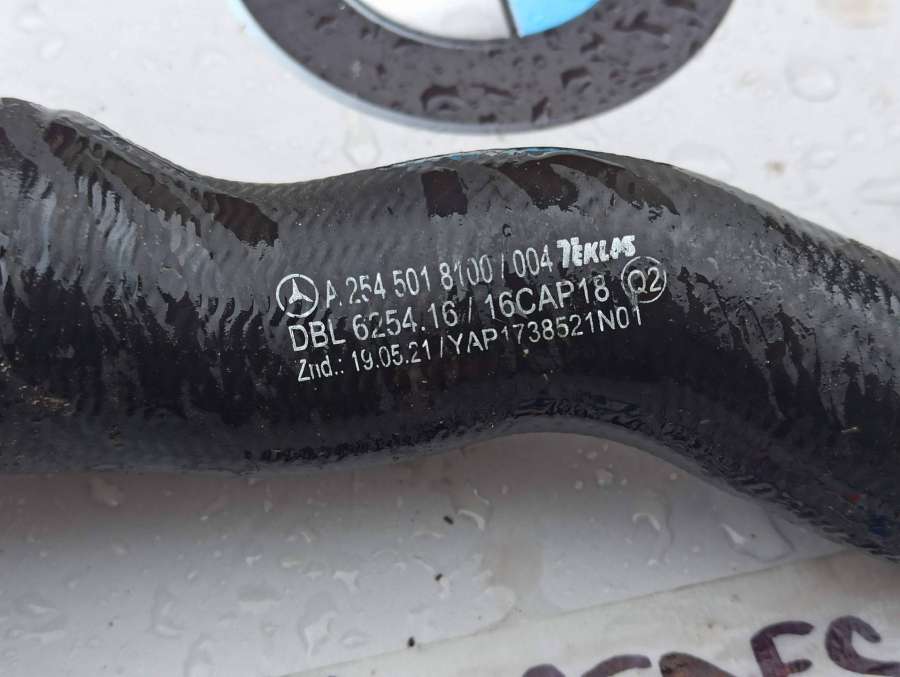 A 254 501 8100 / 004 TEKLAS
DBL 6254.16 / 16CAP18 Q2
Znd.: 19.05.21 / YAP1738521N01